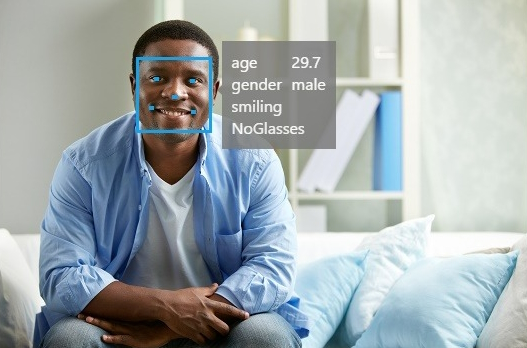 age 29.7
gender male
smiling
NoGlasses